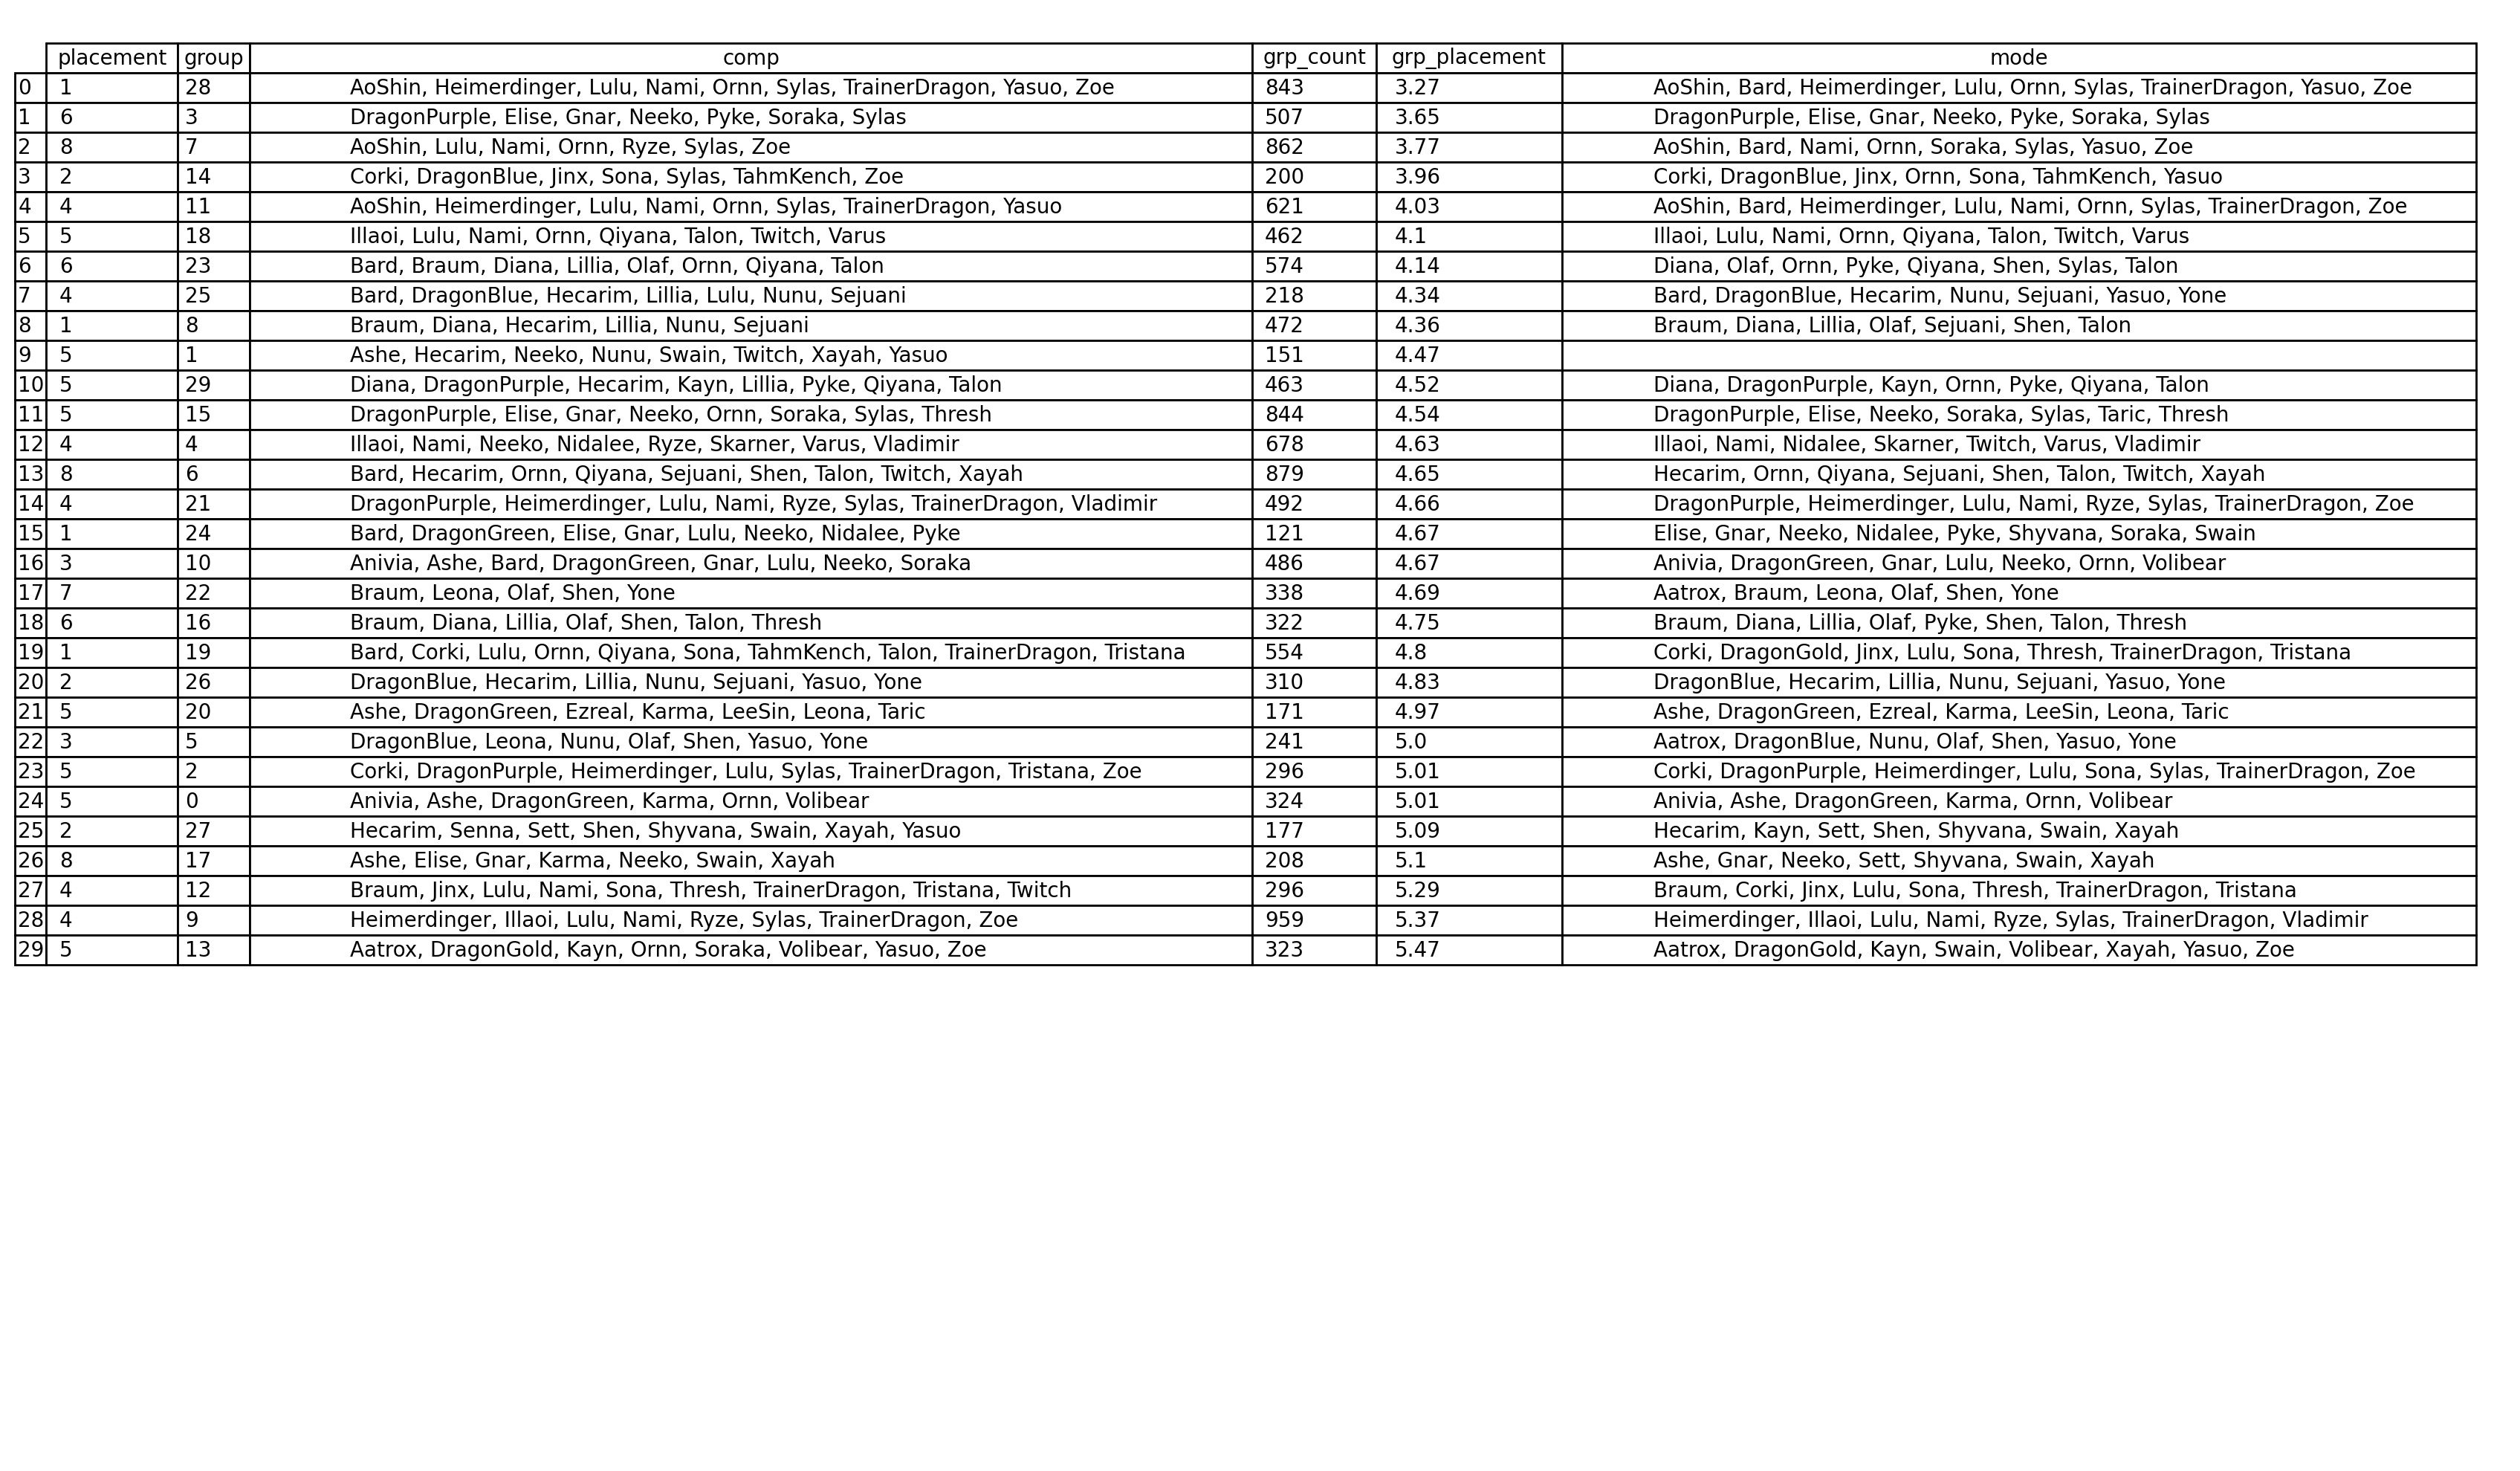 placement group comp grp_count grp_placement mode
0 1 28 AoShin, Heimerdinger, Lulu, Nami, Ornn, Sylas, TrainerDragon, Yasuo, Zoe 843 3.27 AoShin, Bard, Heimerdinger, Lulu, Ornn, Sylas, TrainerDragon, Yasuo, Zoe
1 6 3 DragonPurple, Elise, Gnar, Neeko, Pyke, Soraka, Sylas 507 3.65 DragonPurple, Elise, Gnar, Neeko, Pyke, Soraka, Sylas
2 8 7 AoShin, Lulu, Nami, Ornn, Ryze, Sylas, Zoe 862 3.77 AoShin, Bard, Nami, Ornn, Soraka, Sylas, Yasuo, Zoe
3 2 14 Corki, DragonBlue, Jinx, Sona, Sylas, TahmKench, Zoe 200 3.96 Corki, DragonBlue, Jinx, Ornn, Sona, TahmKench, Yasuo
4 4 11 AoShin, Heimerdinger, Lulu, Nami, Ornn, Sylas, TrainerDragon, Yasuo 621 4.03 AoShin, Bard, Heimerdinger, Lulu, Nami, Ornn, Sylas, TrainerDragon, Zoe
5 5 18 Illaoi, Lulu, Nami, Ornn, Qiyana, Talon, Twitch, Varus 462 4.1 Illaoi, Lulu, Nami, Ornn, Qiyana, Talon, Twitch, Varus
6 6 23 Bard, Braum, Diana, Lillia, Olaf, Ornn, Qiyana, Talon 574 4.14 Diana, Olaf, Ornn, Pyke, Qiyana, Shen, Sylas, Talon
7 4 25 Bard, DragonBlue, Hecarim, Lillia, Lulu, Nunu, Sejuani 218 4.34 Bard, DragonBlue, Hecarim, Nunu, Sejuani, Yasuo, Yone
8 1 8 Braum, Diana, Hecarim, Lillia, Nunu, Sejuani 472 4.36 Braum, Diana, Lillia, Olaf, Sejuani, Shen, Talon
9 5 1 Ashe, Hecarim, Neeko, Nunu, Swain, Twitch, Xayah, Yasuo 151 4.47
10 5 29 Diana, DragonPurple, Hecarim, Kayn, Lillia, Pyke, Qiyana, Talon 463 4.52 Diana, DragonPurple, Kayn, Ornn, Pyke, Qiyana, Talon
11 5 15 DragonPurple, Elise, Gnar, Neeko, Ornn, Soraka, Sylas, Thresh 844 4.54 DragonPurple, Elise, Neeko, Soraka, Sylas, Taric, Thresh
12 4 4 Illaoi, Nami, Neeko, Nidalee, Ryze, Skarner, Varus, Vladimir 678 4.63 Illaoi, Nami, Nidalee, Skarner, Twitch, Varus, Vladimir
13 8 6 Bard, Hecarim, Ornn, Qiyana, Sejuani, Shen, Talon, Twitch, Xayah 879 4.65 Hecarim, Ornn, Qiyana, Sejuani, Shen, Talon, Twitch, Xayah
14 4 21 DragonPurple, Heimerdinger, Lulu, Nami, Ryze, Sylas, TrainerDragon, Vladimir 492 4.66 DragonPurple, Heimerdinger, Lulu, Nami, Ryze, Sylas, TrainerDragon, Zoe
15 1 24 Bard, DragonGreen, Elise, Gnar, Lulu, Neeko, Nidalee, Pyke 121 4.67 Elise, Gnar, Neeko, Nidalee, Pyke, Shyvana, Soraka, Swain
16 3 10 Anivia, Ashe, Bard, DragonGreen, Gnar, Lulu, Neeko, Soraka 486 4.67 Anivia, DragonGreen, Gnar, Lulu, Neeko, Ornn, Volibear
17 7 22 Braum, Leona, Olaf, Shen, Yone 338 4.69 Aatrox, Braum, Leona, Olaf, Shen, Yone
18 6 16 Braum, Diana, Lillia, Olaf, Shen, Talon, Thresh 322 4.75 Braum, Diana, Lillia, Olaf, Pyke, Shen, Talon, Thresh
19 1 19 Bard, Corki, Lulu, Ornn, Qiyana, Sona, TahmKench, Talon, TrainerDragon, Tristana 554 4.8 Corki, DragonGold, Jinx, Lulu, Sona, Thresh, TrainerDragon, Tristana
20 2 26 DragonBlue, Hecarim, Lillia, Nunu, Sejuani, Yasuo, Yone 310 4.83 DragonBlue, Hecarim, Lillia, Nunu, Sejuani, Yasuo, Yone
21 5 20 Ashe, DragonGreen, Ezreal, Karma, LeeSin, Leona, Taric 171 4.97 Ashe, DragonGreen, Ezreal, Karma, LeeSin, Leona, Taric
22 3 5 DragonBlue, Leona, Nunu, Olaf, Shen, Yasuo, Yone 241 5.0 Aatrox, DragonBlue, Nunu, Olaf, Shen, Yasuo, Yone
23 5 2 Corki, DragonPurple, Heimerdinger, Lulu, Sylas, TrainerDragon, Tristana, Zoe 296 5.01 Corki, DragonPurple, Heimerdinger, Lulu, Sona, Sylas, TrainerDragon, Zoe
24 5 0 Anivia, Ashe, DragonGreen, Karma, Ornn, Volibear 324 5.01 Anivia, Ashe, DragonGreen, Karma, Ornn, Volibear
25 2 27 Hecarim, Senna, Sett, Shen, Shyvana, Swain, Xayah, Yasuo 177 5.09 Hecarim, Kayn, Sett, Shen, Shyvana, Swain, Xayah
26 8 17 Ashe, Elise, Gnar, Karma, Neeko, Swain, Xayah 208 5.1 Ashe, Gnar, Neeko, Sett, Shyvana, Swain, Xayah
27 4 12 Braum, Jinx, Lulu, Nami, Sona, Thresh, TrainerDragon, Tristana, Twitch 296 5.29 Braum, Corki, Jinx, Lulu, Sona, Thresh, TrainerDragon, Tristana
28 4 9 Heimerdinger, Illaoi, Lulu, Nami, Ryze, Sylas, TrainerDragon, Zoe 959 5.37 Heimerdinger, Illaoi, Lulu, Nami, Ryze, Sylas, TrainerDragon, Vladimir
29 5 13 Aatrox, DragonGold, Kayn, Ornn, Soraka, Volibear, Yasuo, Zoe 323 5.47 Aatrox, DragonGold, Kayn, Swain, Volibear, Xayah, Yasuo, Zoe